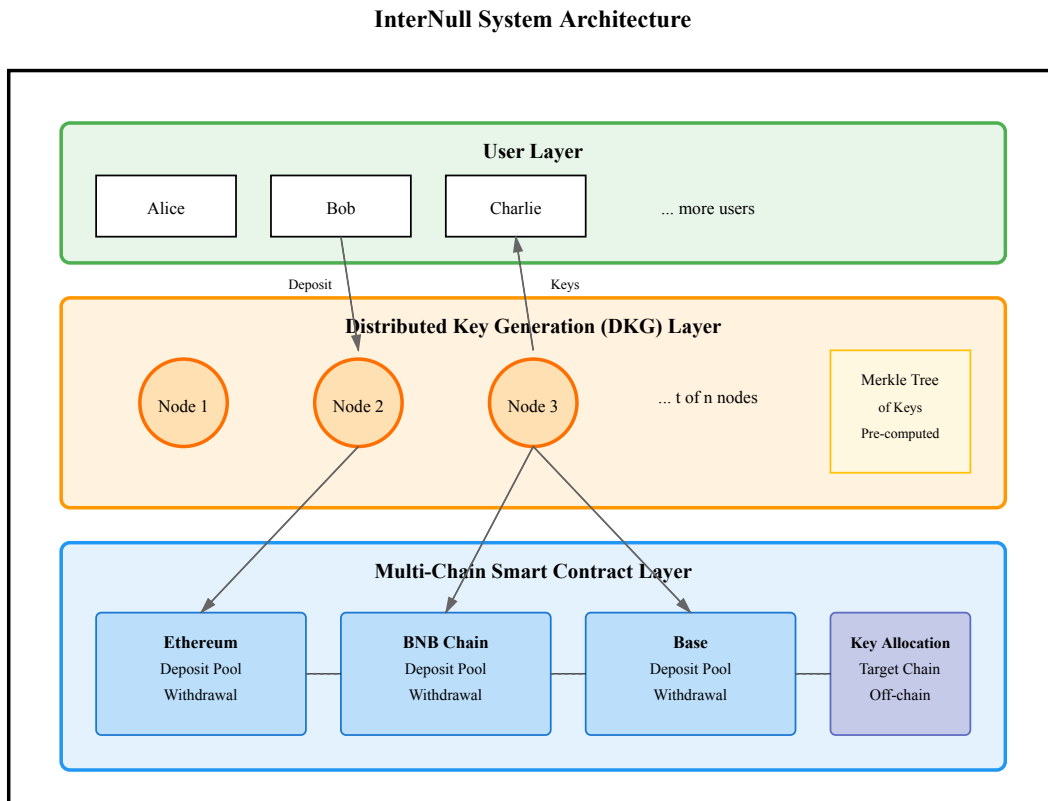 InterNull System Architecture
User Layer
Alice
Bob
Charlie
... more users
Deposit
Keys
Distributed Key Generation (DKG) Layer
Node 1
Node 2
Node 3
... t of n nodes
Merkle Tree
of Keys
Pre-computed
Multi-Chain Smart Contract Layer
Ethereum
Deposit Pool
Withdrawal
BNB Chain
Deposit Pool
Withdrawal
Base
Deposit Pool
Withdrawal
Key Allocation
Target Chain
Off-chain